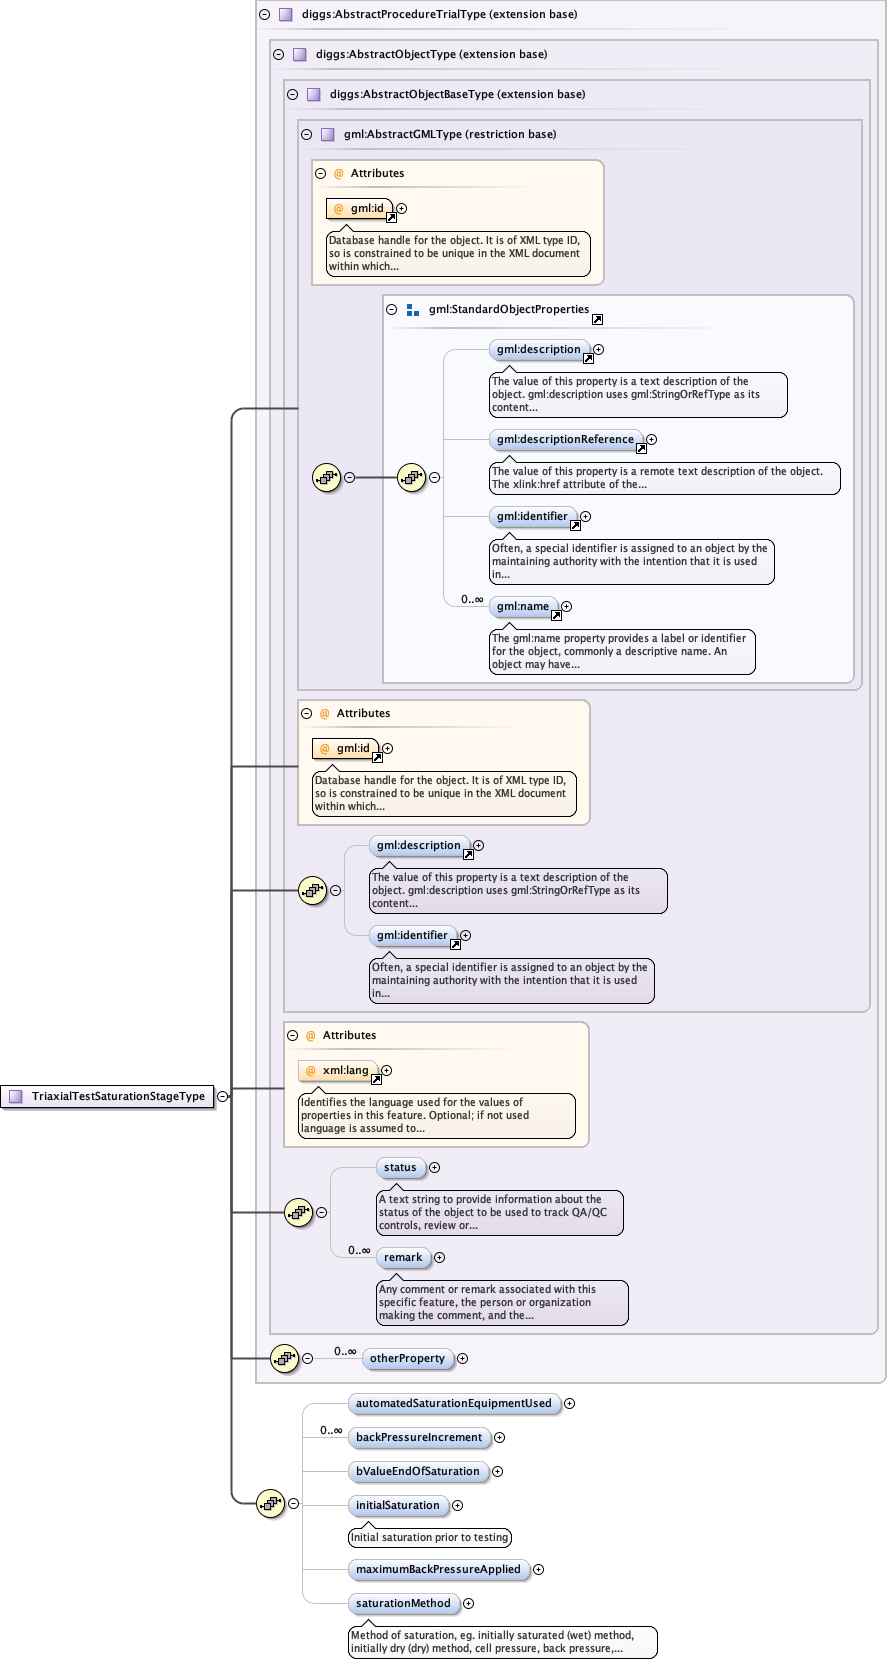 diggs:AbstractProcedureTrialType (extension base)
diggs:AbstractObjectType (extension base)
diggs:AbstractObjectBaseType (extension base)
gml:AbstractGMLType (restriction base)
@ Attributes
@ gml:id
Database handle for the object. It is of XML type ID,
so is constrained to be unique in the XML document
within which...
gml:StandardObjectProperties
gml:description
The value of this property is a text description of the
object. gml:description uses gml:StringOrRefType as its
content...
gml:descriptionReference
The value of this property is a remote text description of the object.
The xlink:href attribute of the...
gml:identifier
Often, a special identifier is assigned to an object by the
maintaining authority with the intention that it is used
in...
0..∞
gml:name
The gml:name property provides a label or identifier
for the object, commonly a descriptive name. An
object may have...
@ Attributes
@ gml:id
Database handle for the object. It is of XML type ID,
so is constrained to be unique in the XML document
within which...
gml:description
The value of this property is a text description of the
object. gml:description uses gml:StringOrRefType as its
content...
gml:identifier
Often, a special identifier is assigned to an object by the
maintaining authority with the intention that it is used
in...
@ Attributes
@ xml:lang
Identifies the language used for the values of
properties in this feature. Optional; if not used
language is assumed to...
TriaxialTestSaturationStageType
status
A text string to provide information about the
status of the object to be used to track QA/QC
controls, review or...
0..∞
remark
Any comment or remark associated with this
specific feature, the person or organization
making the comment, and the...
0..∞
otherProperty
automatedSaturationEquipmentUsed
0..∞
backPressureIncrement
bValueEndOfSaturation
initialSaturation
Initial saturation prior to testing
maximumBackPressureApplied
saturationMethod
Method of saturation, eg. initially saturated (wet) method,
initially dry (dry) method, cell pressure, back pressure,...